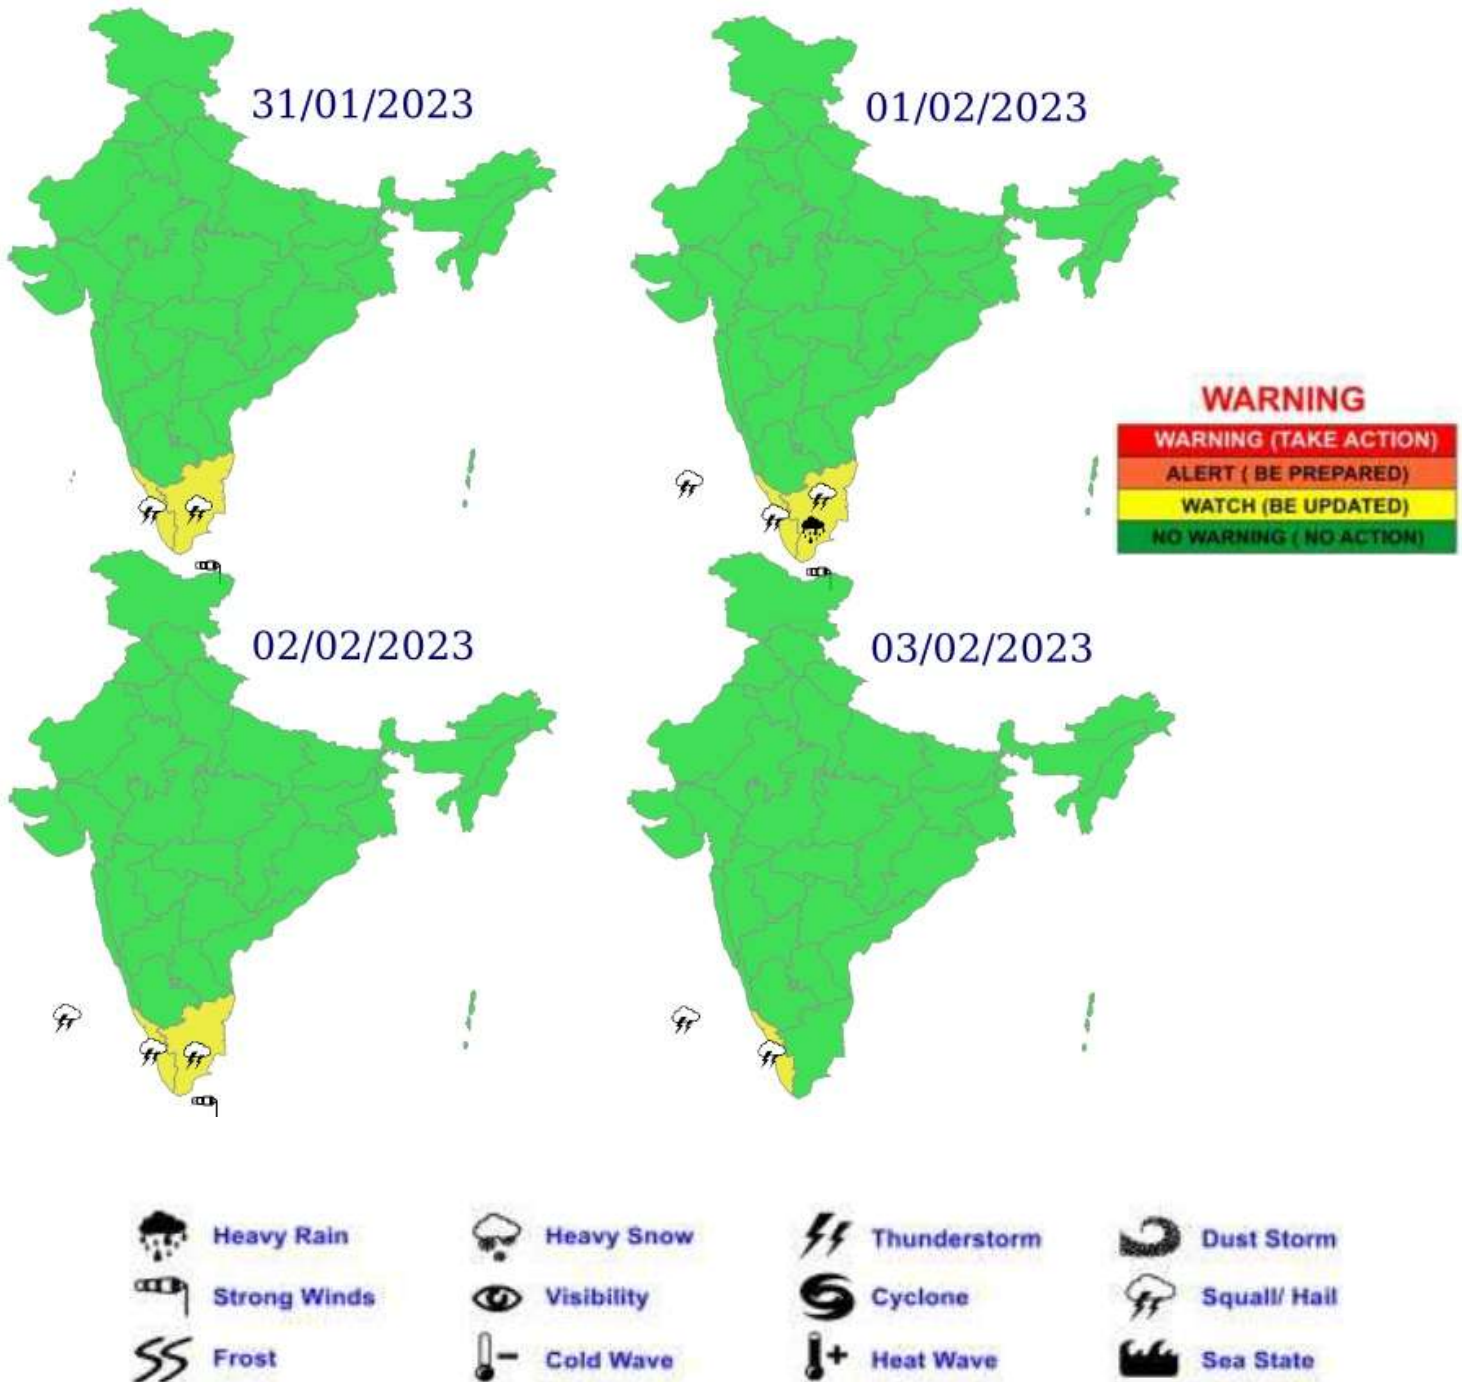 31/01/2023
01/02/2023
WARNING
WARNING (TAKE ACTION)
ALERT ( BE PREPARED)
WATCH (BE UPDATED)
NO WARNING ( NO ACTION)
02/02/2023
03/02/2023
Heavy Rain
Heavy Snow
Thunderstorm
Dust Storm
Strong Winds
Visibility
Cyclone
Squall/ Hail
Frost
Cold Wave
Heat Wave
Sea State